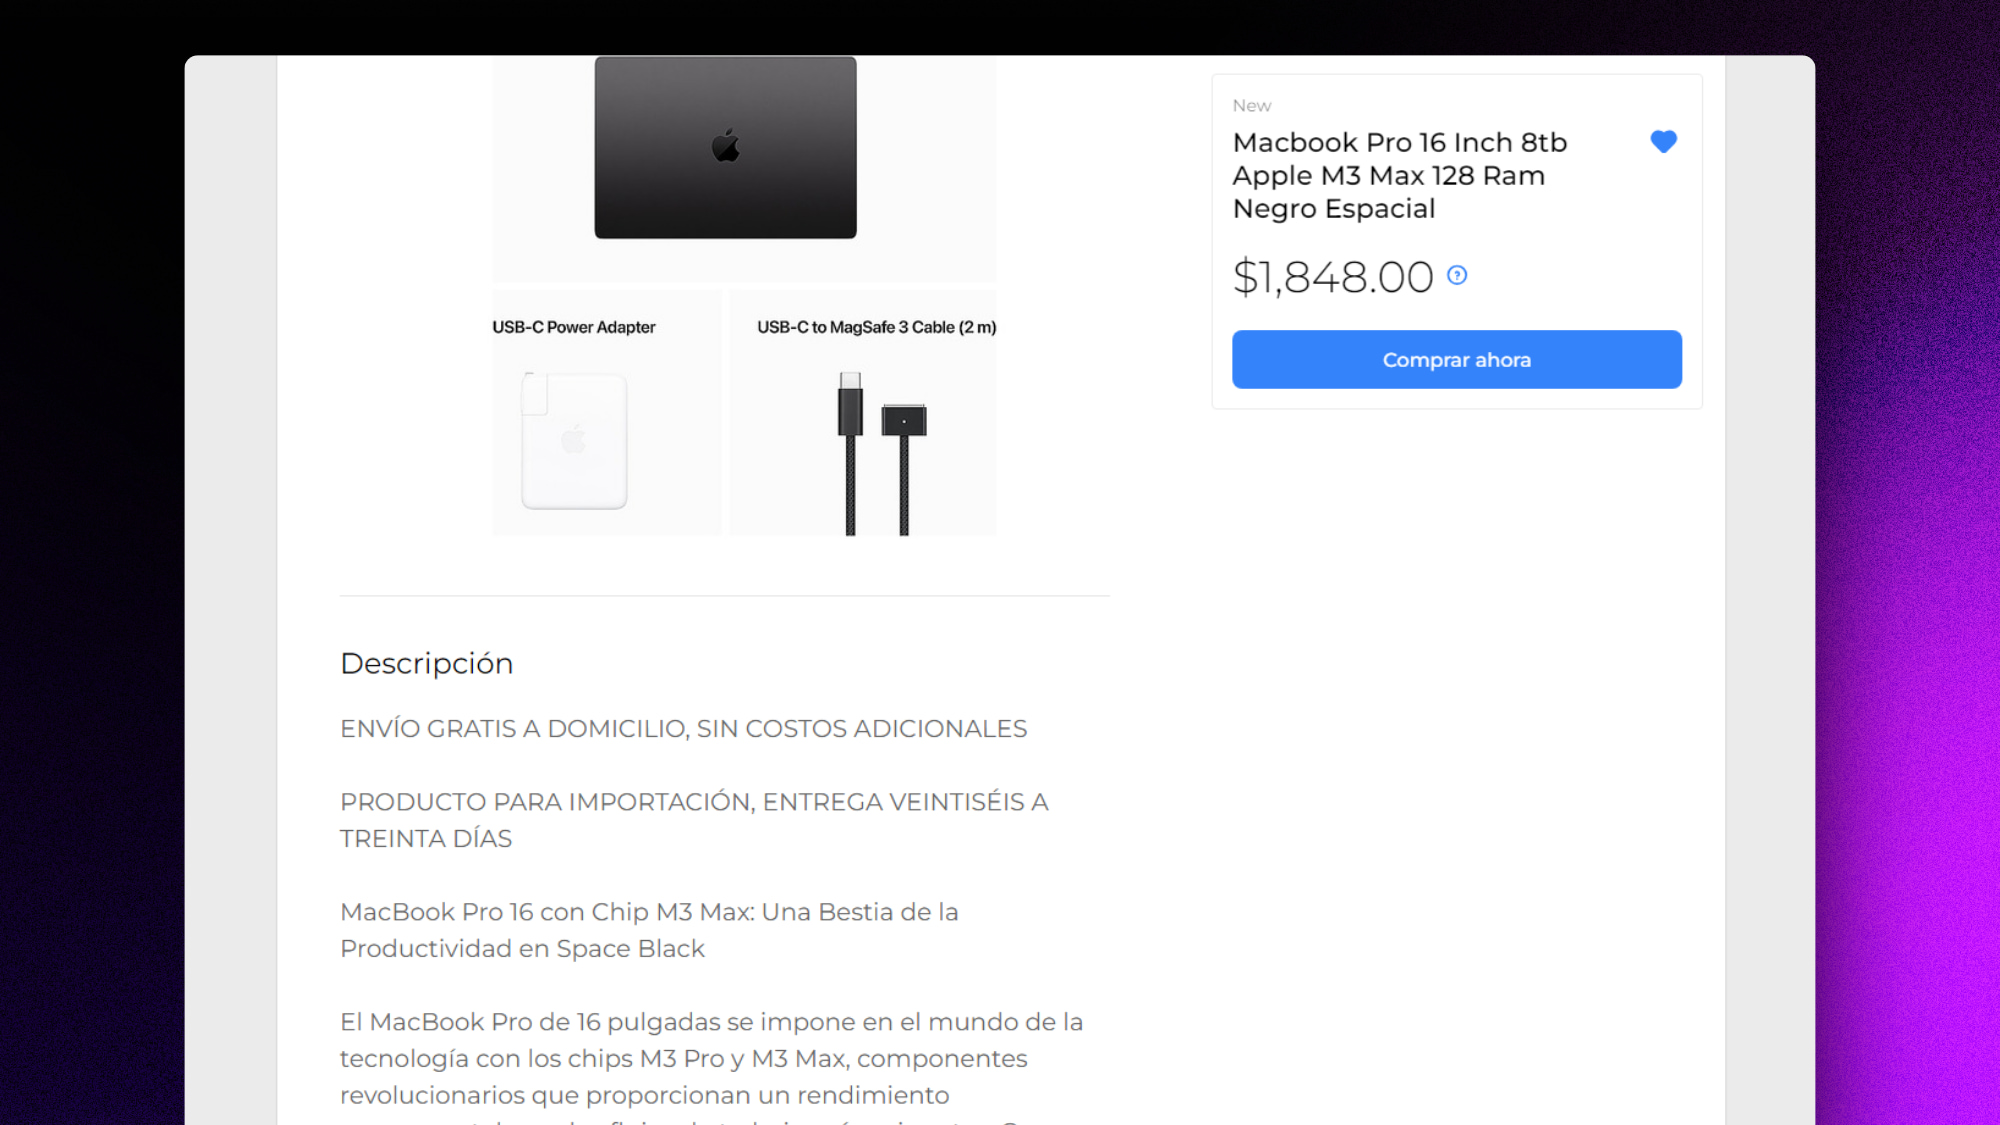 New
Macbook Pro 16 Inch 8tb
Apple M3 Max 128 Ram
Negro Espacial
$1,848.00
Comprar ahora
USB-C Power Adapter
USB-C to MagSafe 3 Cable (2 m)
Descripción
ENVÍO GRATIS A DOMICILIO, SIN COSTOS ADICIONALES
PRODUCTO PARA IMPORTACIÓN, ENTREGA VEINTISÉIS A
TREINTA DÍAS
MacBook Pro 16 con Chip M3 Max: Una Bestia de la
Productividad en Space Black
El MacBook Pro de 16 pulgadas se impone en el mundo de la
tecnología con los chips M3 Pro y M3 Max, componentes
revolucionarios que proporcionan un rendimiento